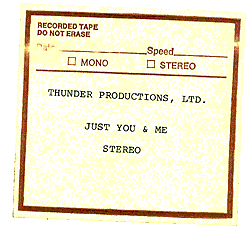 RECORDED TAPE
DO NOT ERASE
Date Speed
MONO STEREO
THUNDER PRODUCTIONS, LTD.
JUST YOU & ME
STEREO